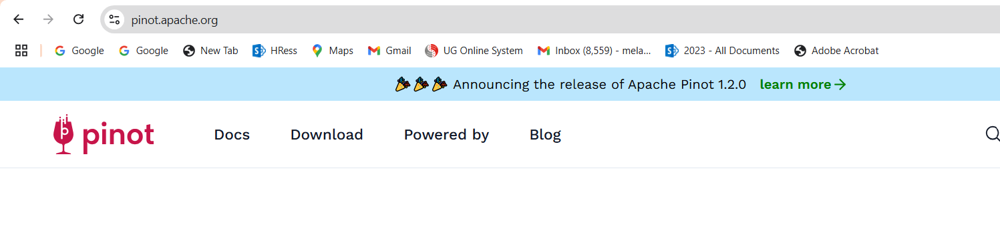 pinot.apache.org
Google Google New Tab HRess Maps Gmail UG Online System Inbox (8,559) - mela... 2023 - All Documents Adobe Acrobat
Announcing the release of Apache Pinot 1.2.0 learn more
pinot Docs Download Powered by Blog